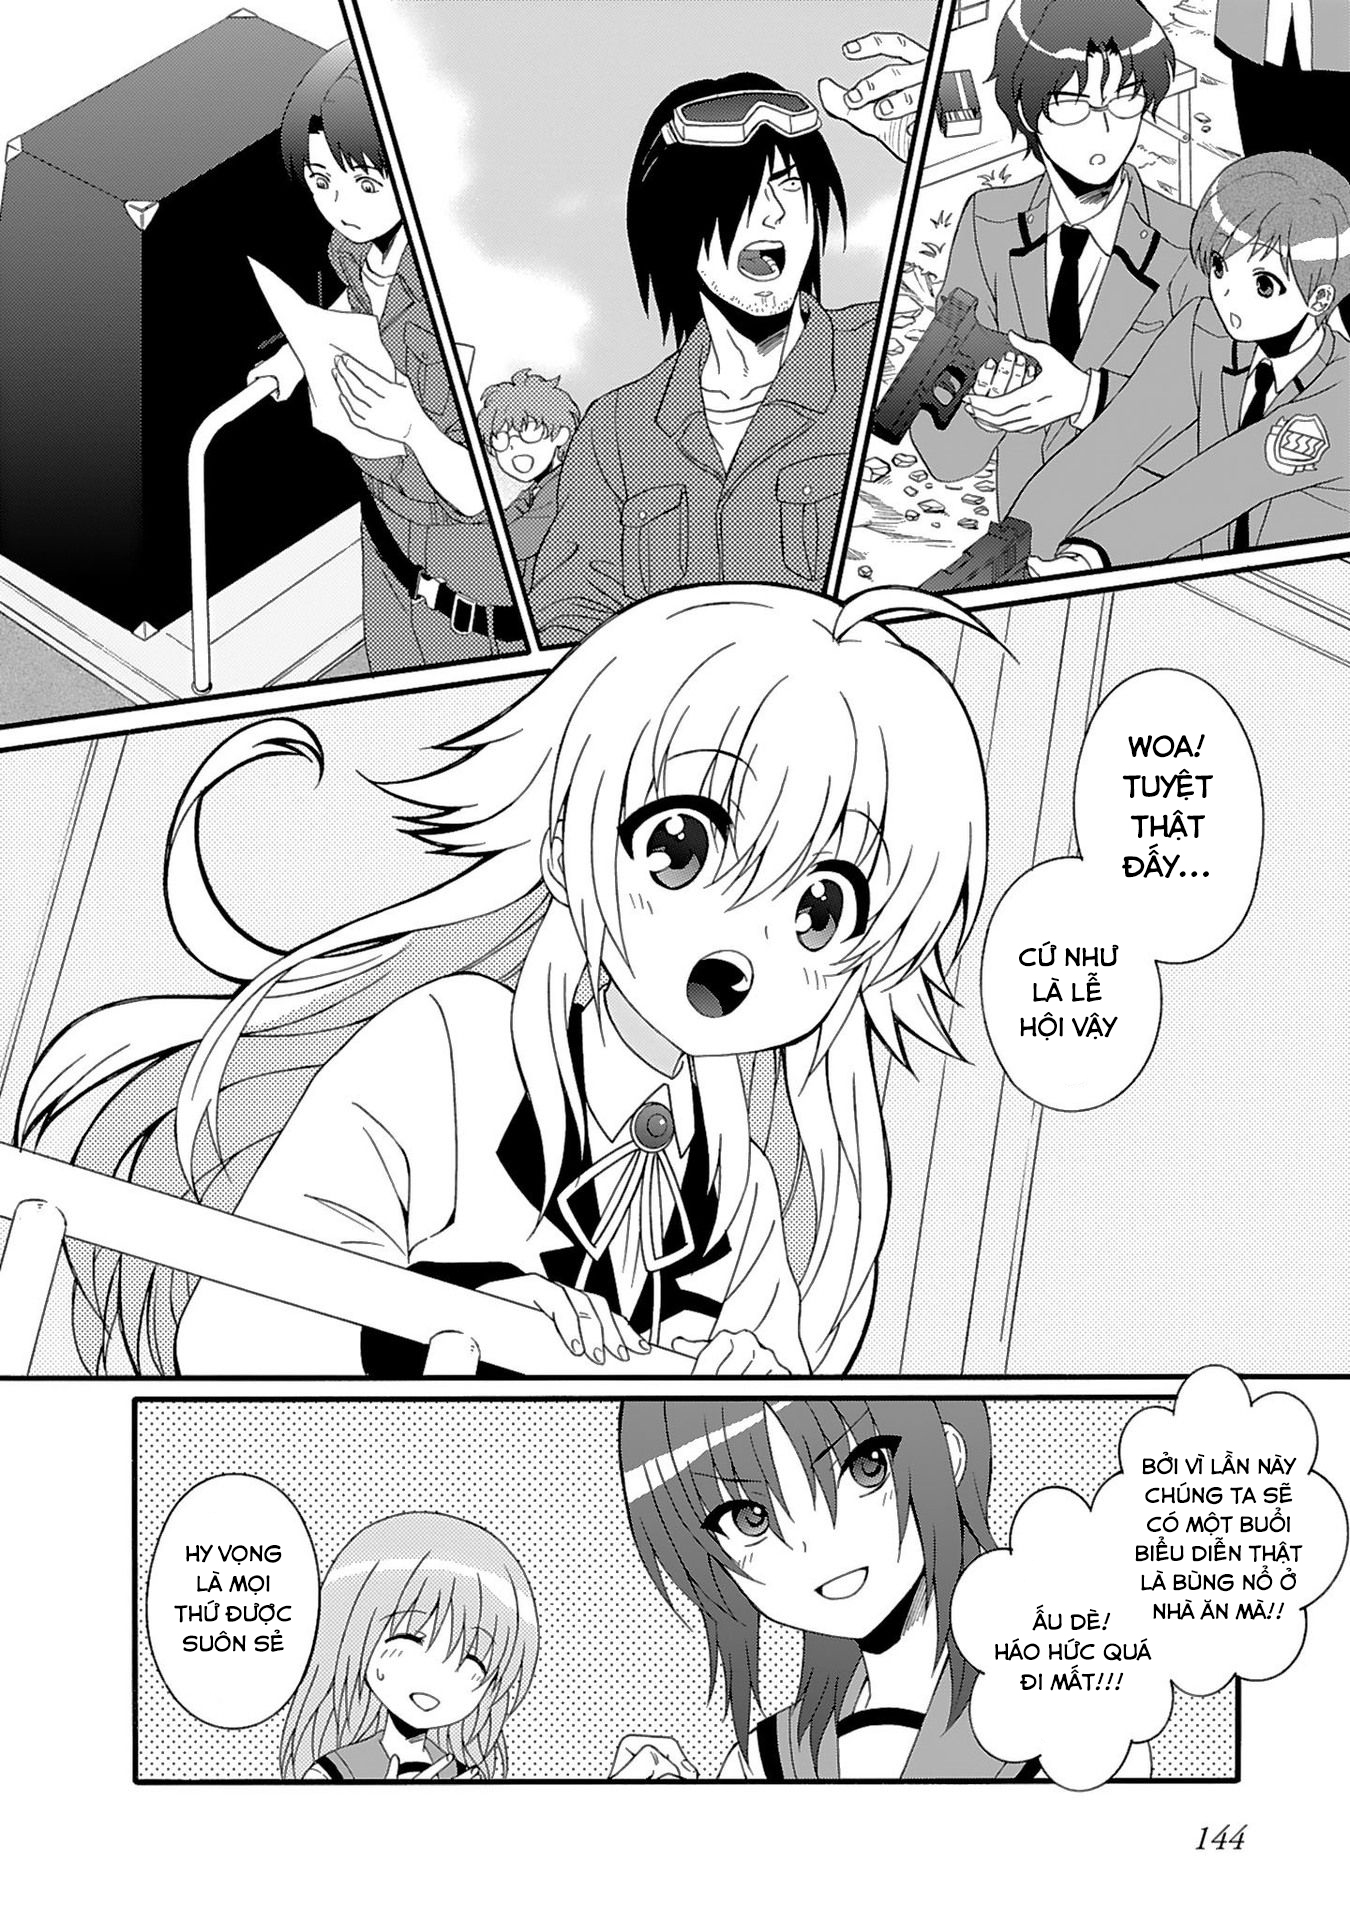 WOA!
TUYỆT
THẬT
ĐẤY...
CỨ NHƯ
LÀ LỄ
HỘI VẬY
BỞI VÌ LẦN NÀY
CHÚNG TA SẼ
CÓ MỘT BUỔI
BIỂU DIỄN THẬT
LÀ BÙNG NỔ Ở
NHÀ ĂN MÀ!!
ẤU DÈ!
HÁO HỨC QUÁ
ĐI MẤT!!!
HY VỌNG
LÀ MỌI
THỨ ĐƯỢC
SUÔN SẺ
144